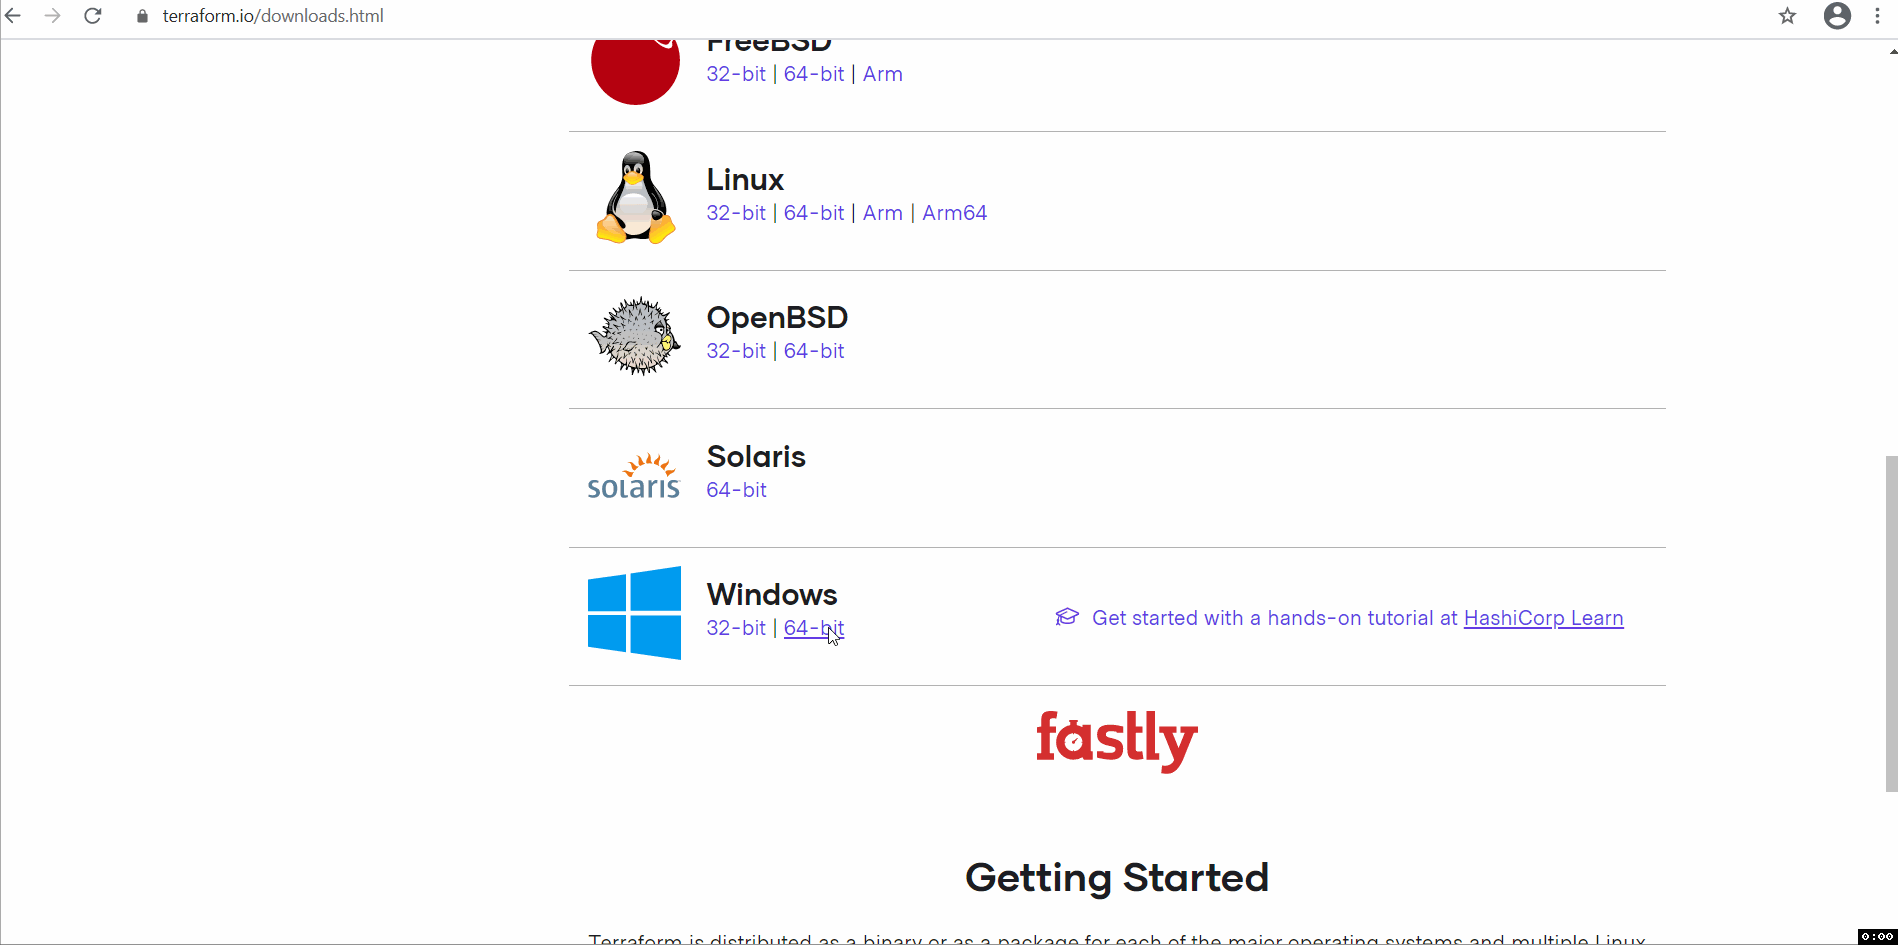 terraform.io/downloads.html
FreeBSD
32-bit | 64-bit | Arm
Linux
32-bit | 64-bit | Arm | Arm64
OpenBSD
32-bit | 64-bit
solaris
Solaris
64-bit
Windows
32-bit | 64-bit
Get started with a hands-on tutorial at HashiCorp Learn
fastly
Getting Started
Terraform is distributed as a binary or as a package for each of the major operating systems and multiple Linux
0:00